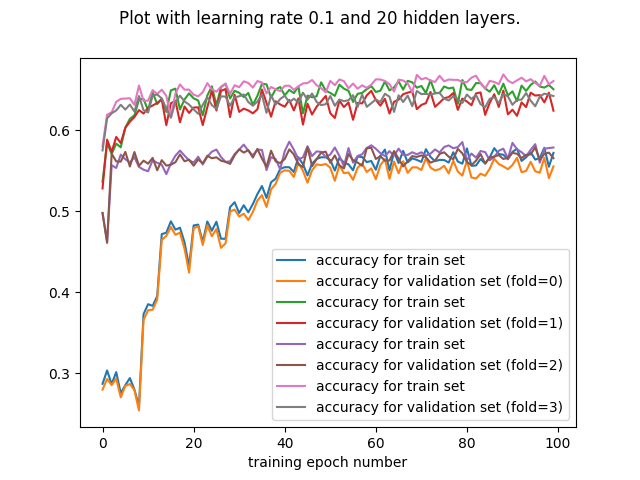 Plot with learning rate 0.1 and 20 hidden layers.
0.6
0.5
0.4
0.3
accuracy for train set
accuracy for validation set (fold=0)
accuracy for train set
accuracy for validation set (fold=1)
accuracy for train set
accuracy for validation set (fold=2)
accuracy for train set
accuracy for validation set (fold=3)
0 20 40 60 80 100
training epoch number